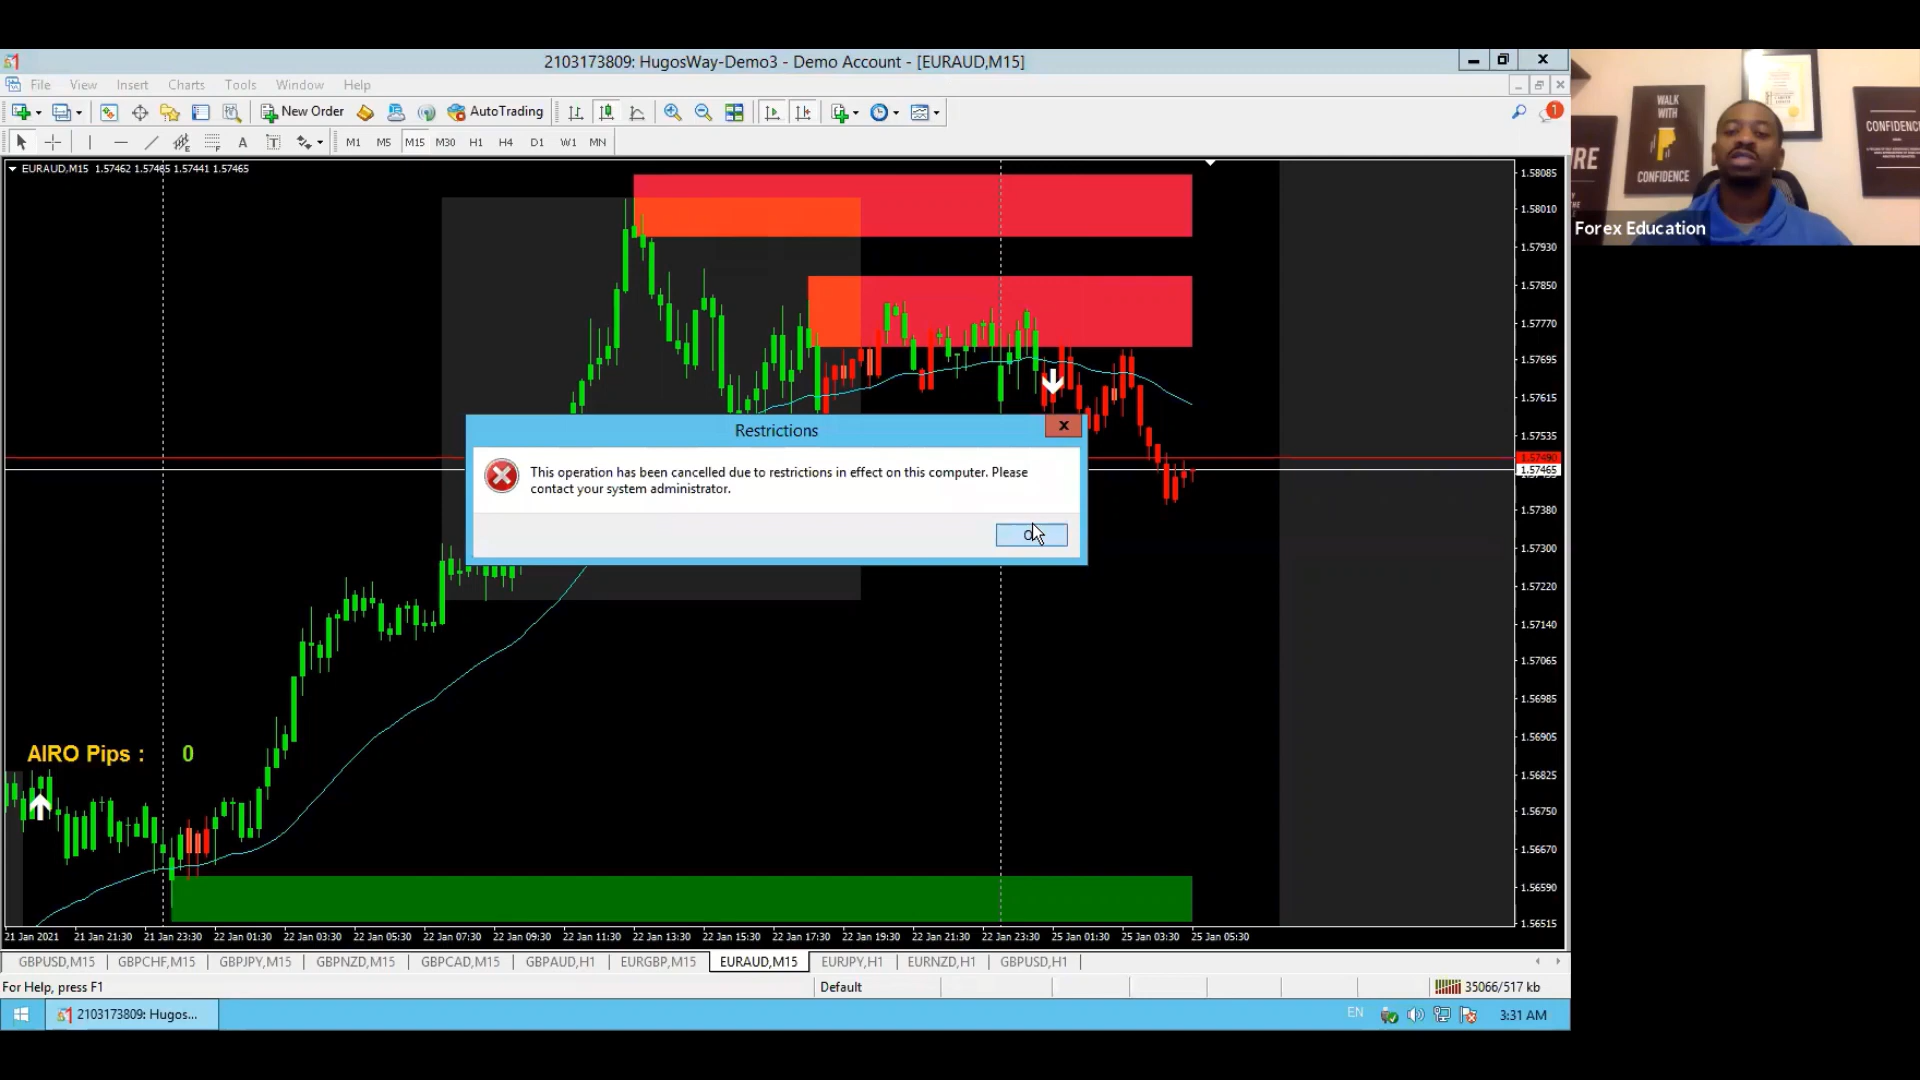 2103173809: HugosWay-Demo3 - Demo Account - [EURAUD,M15]
File View Insert Charts Tools Window Help
New Order AutoTrading 1
A T M1 M5 M15 M30 H1 H4 D1 W1 MN
EURAUD,M15 1.57462 1.57465 1.57441 1.57465
1.58085
1.58010
1.57930
1.57850
1.57770
1.57695
1.57615
1.57535
1.57490
1.57465
1.57380
1.57300
1.57220
1.57140
1.57065
1.56985
1.56905
1.56825
1.56750
1.56670
1.56590
1.56515
Restrictions
This operation has been cancelled due to restrictions in effect on this computer. Please
contact your system administrator.
AIRO Pips : 0
21 Jan 2021 21 Jan 21:30 21 Jan 23:30 22 Jan 01:30 22 Jan 03:30 22 Jan 05:30 22 Jan 07:30 22 Jan 09:30 22 Jan 11:30 22 Jan 13:30 22 Jan 15:30 22 Jan 17:30 22 Jan 19:30 22 Jan 21:30 22 Jan 23:30 25 Jan 01:30 25 Jan 03:30 25 Jan 05:30
GBPUSD,M15 GBPCHF,M15 GBPJPY,M15 GBPNZD,M15 GBPCAD,M15 GBPAUD,H1 EURGBP,M15 EURAUD,M15 EURJPY,H1 EURNZD,H1 GBPUSD,H1
For Help, press F1 Default 35066/517 kb
2103173809: Hugos... EN 3:31 AM
WALK
WITH
CONFIDENCE
CONFIDENCE
Forex Education